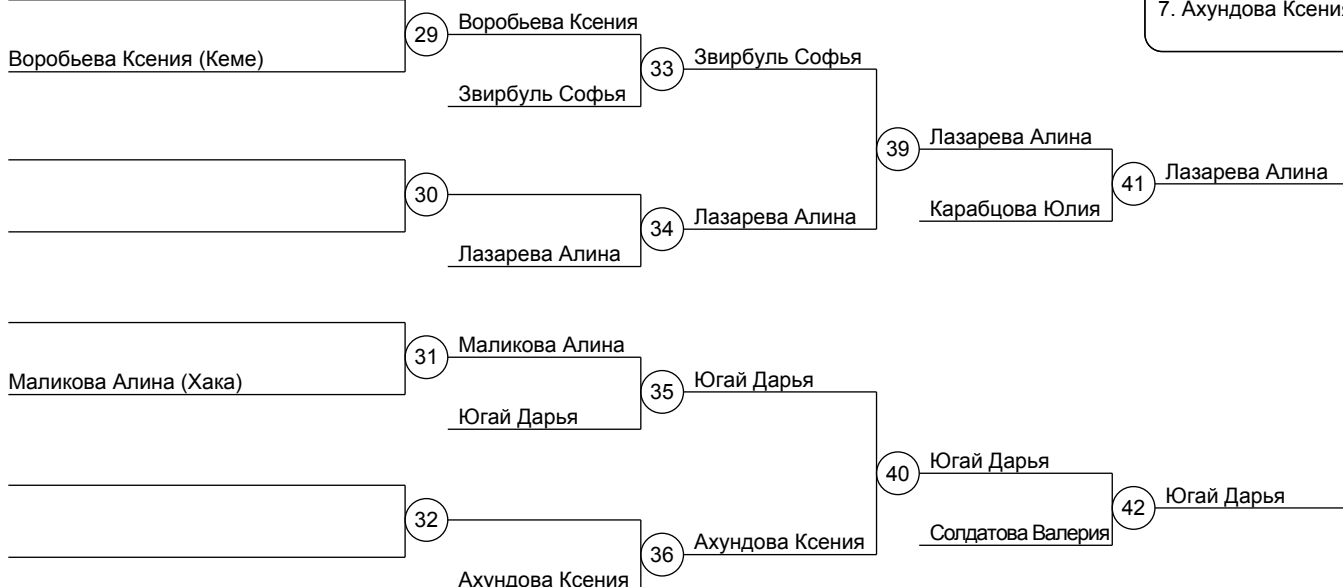 7. Ахундова Ксения
29
Воробьева Ксения
Воробьева Ксения (Кеме)
33
Звирбуль Софья
Звирбуль Софья
39
Лазарева Алина
41
Лазарева Алина
30
Карабцова Юлия
34
Лазарева Алина
Лазарева Алина
31
Маликова Алина
Маликова Алина (Хака)
35
Югай Дарья
Югай Дарья
40
Югай Дарья
42
Югай Дарья
32
Солдатова Валерия
36
Ахундова Ксения
Ахундова Ксения